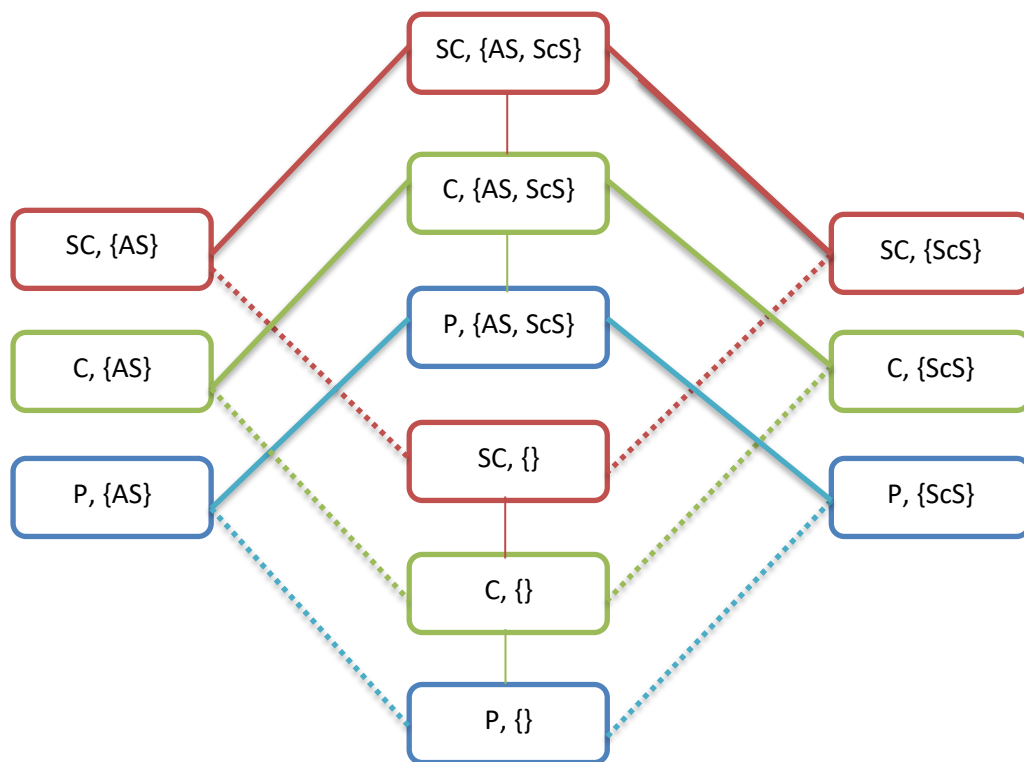 SC, {AS, ScS}
C, {AS, ScS}
SC, {AS}
SC, {ScS}
P, {AS, ScS}
C, {AS}
C, {ScS}
SC, {}
P, {AS}
P, {ScS}
C, {}
P, {}